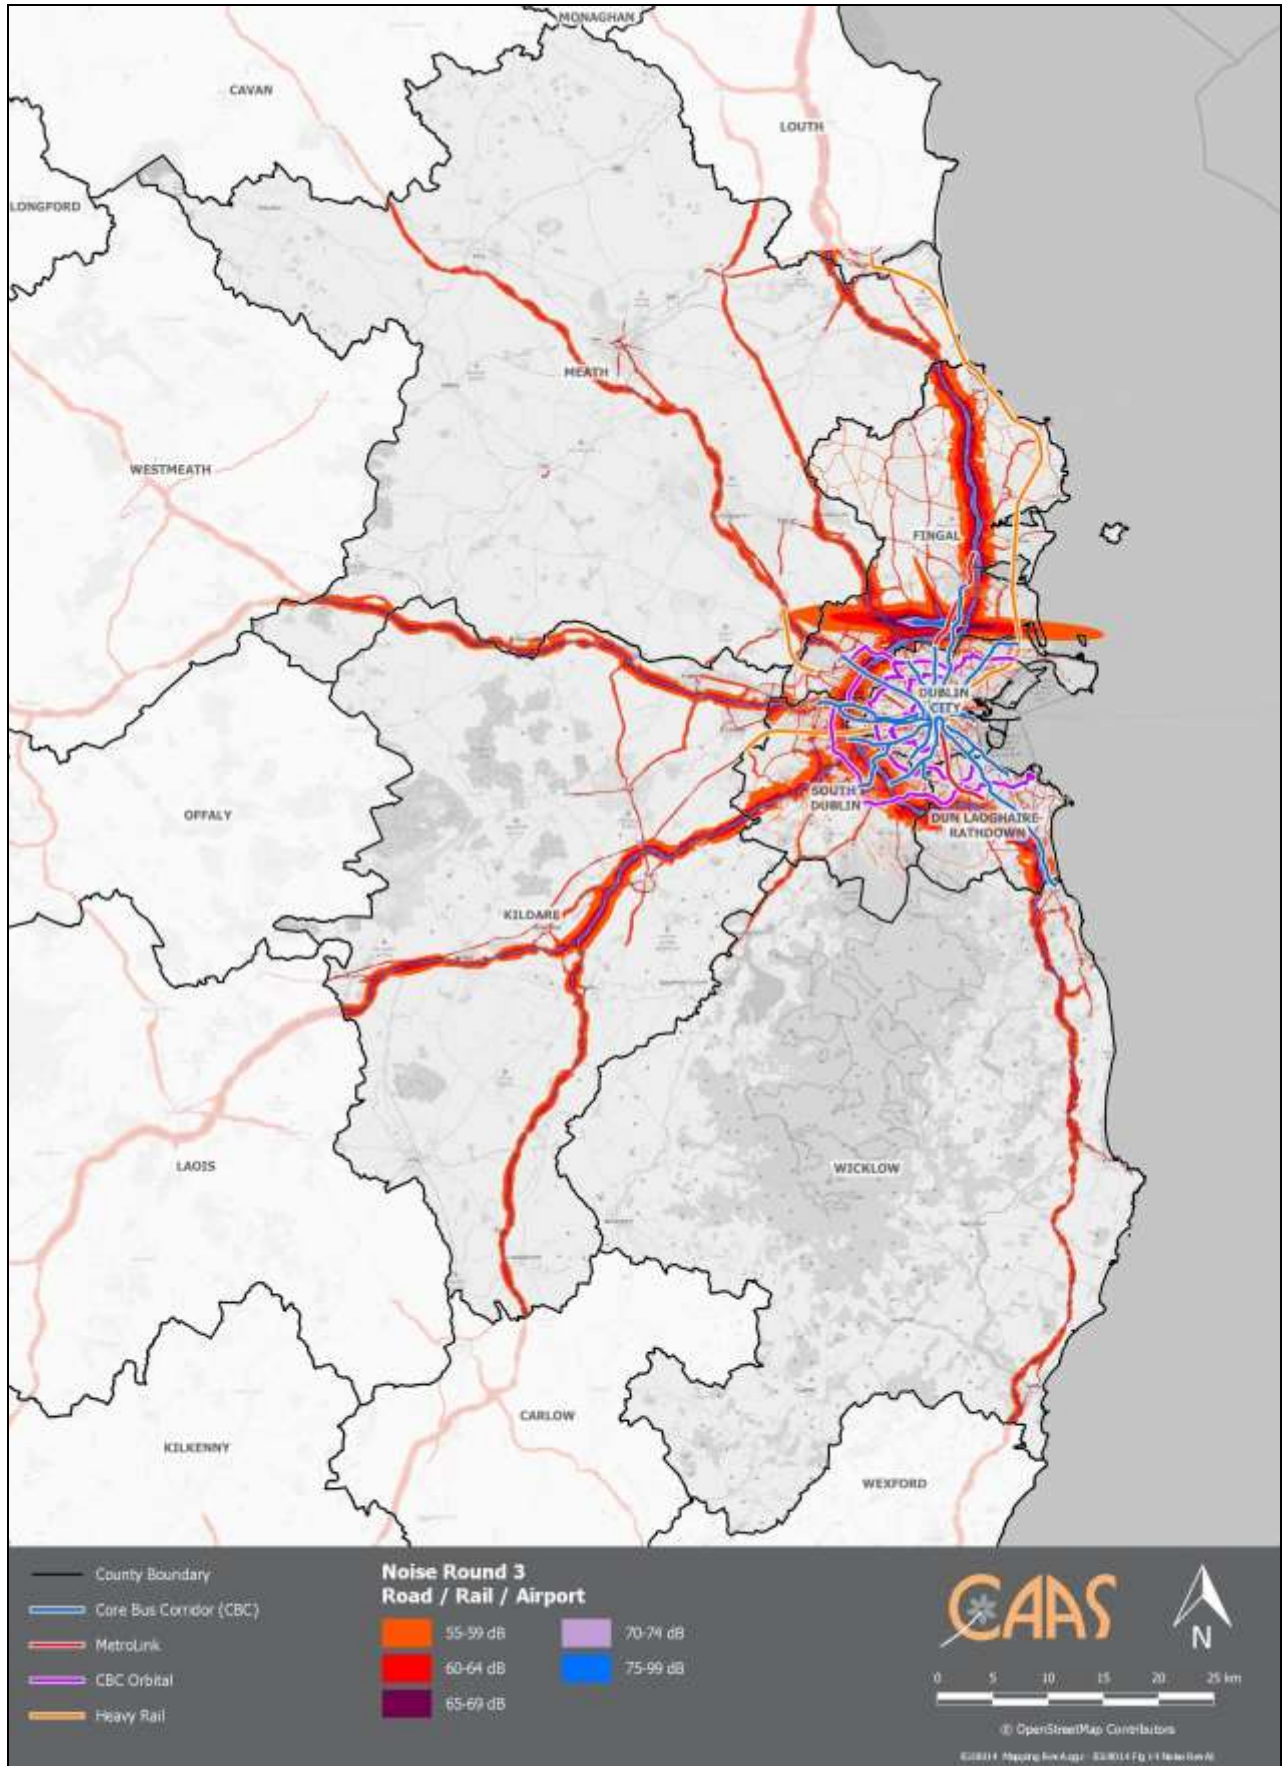 MONAGHAN
CAVAN
LOUTH
LONGFORD
MEATH
WESTMEATH
FINGAL
DUBLIN
CITY
OFFALY
SOUTH
DUBLIN
DUN LAOGHAIRE-
RATHDOWN
KILDARE
LAOIS
WICKLOW
CARLOW
KILKENNY
WEXFORD
County Boundary
Core Bus Corridor (CBC)
MetroLink
CBC Orbital
Heavy Rail
Noise Round 3
Road / Rail / Airport
55-59 dB
60-64 dB
65-69 dB
70-74 dB
75-99 dB
CAAS
N
0 5 10 15 20 25 km
© OpenStreetMap Contributors